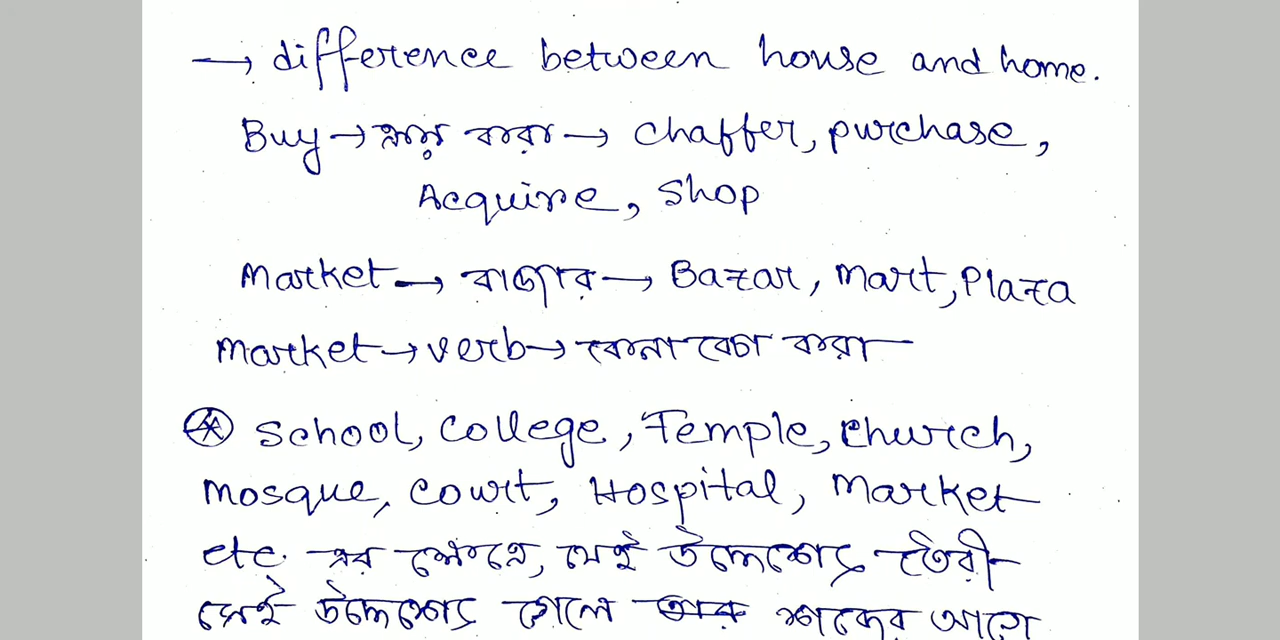 → difference between house and home.
Buy → ক্রয় করা → chaffer, purchase,
Acquire, Shop
Market → বাজার → Bazar, mart, Plaza
Market → verb → কেনা বেচা করা
School, College, Temple, Church,
Mosque, Court, Hospital, Market
etc. এর ক্ষেত্রে, যেই উদ্দেশ্যে তৈরী
সেই উদ্দেশ্যে গেলে শব্দের আগে